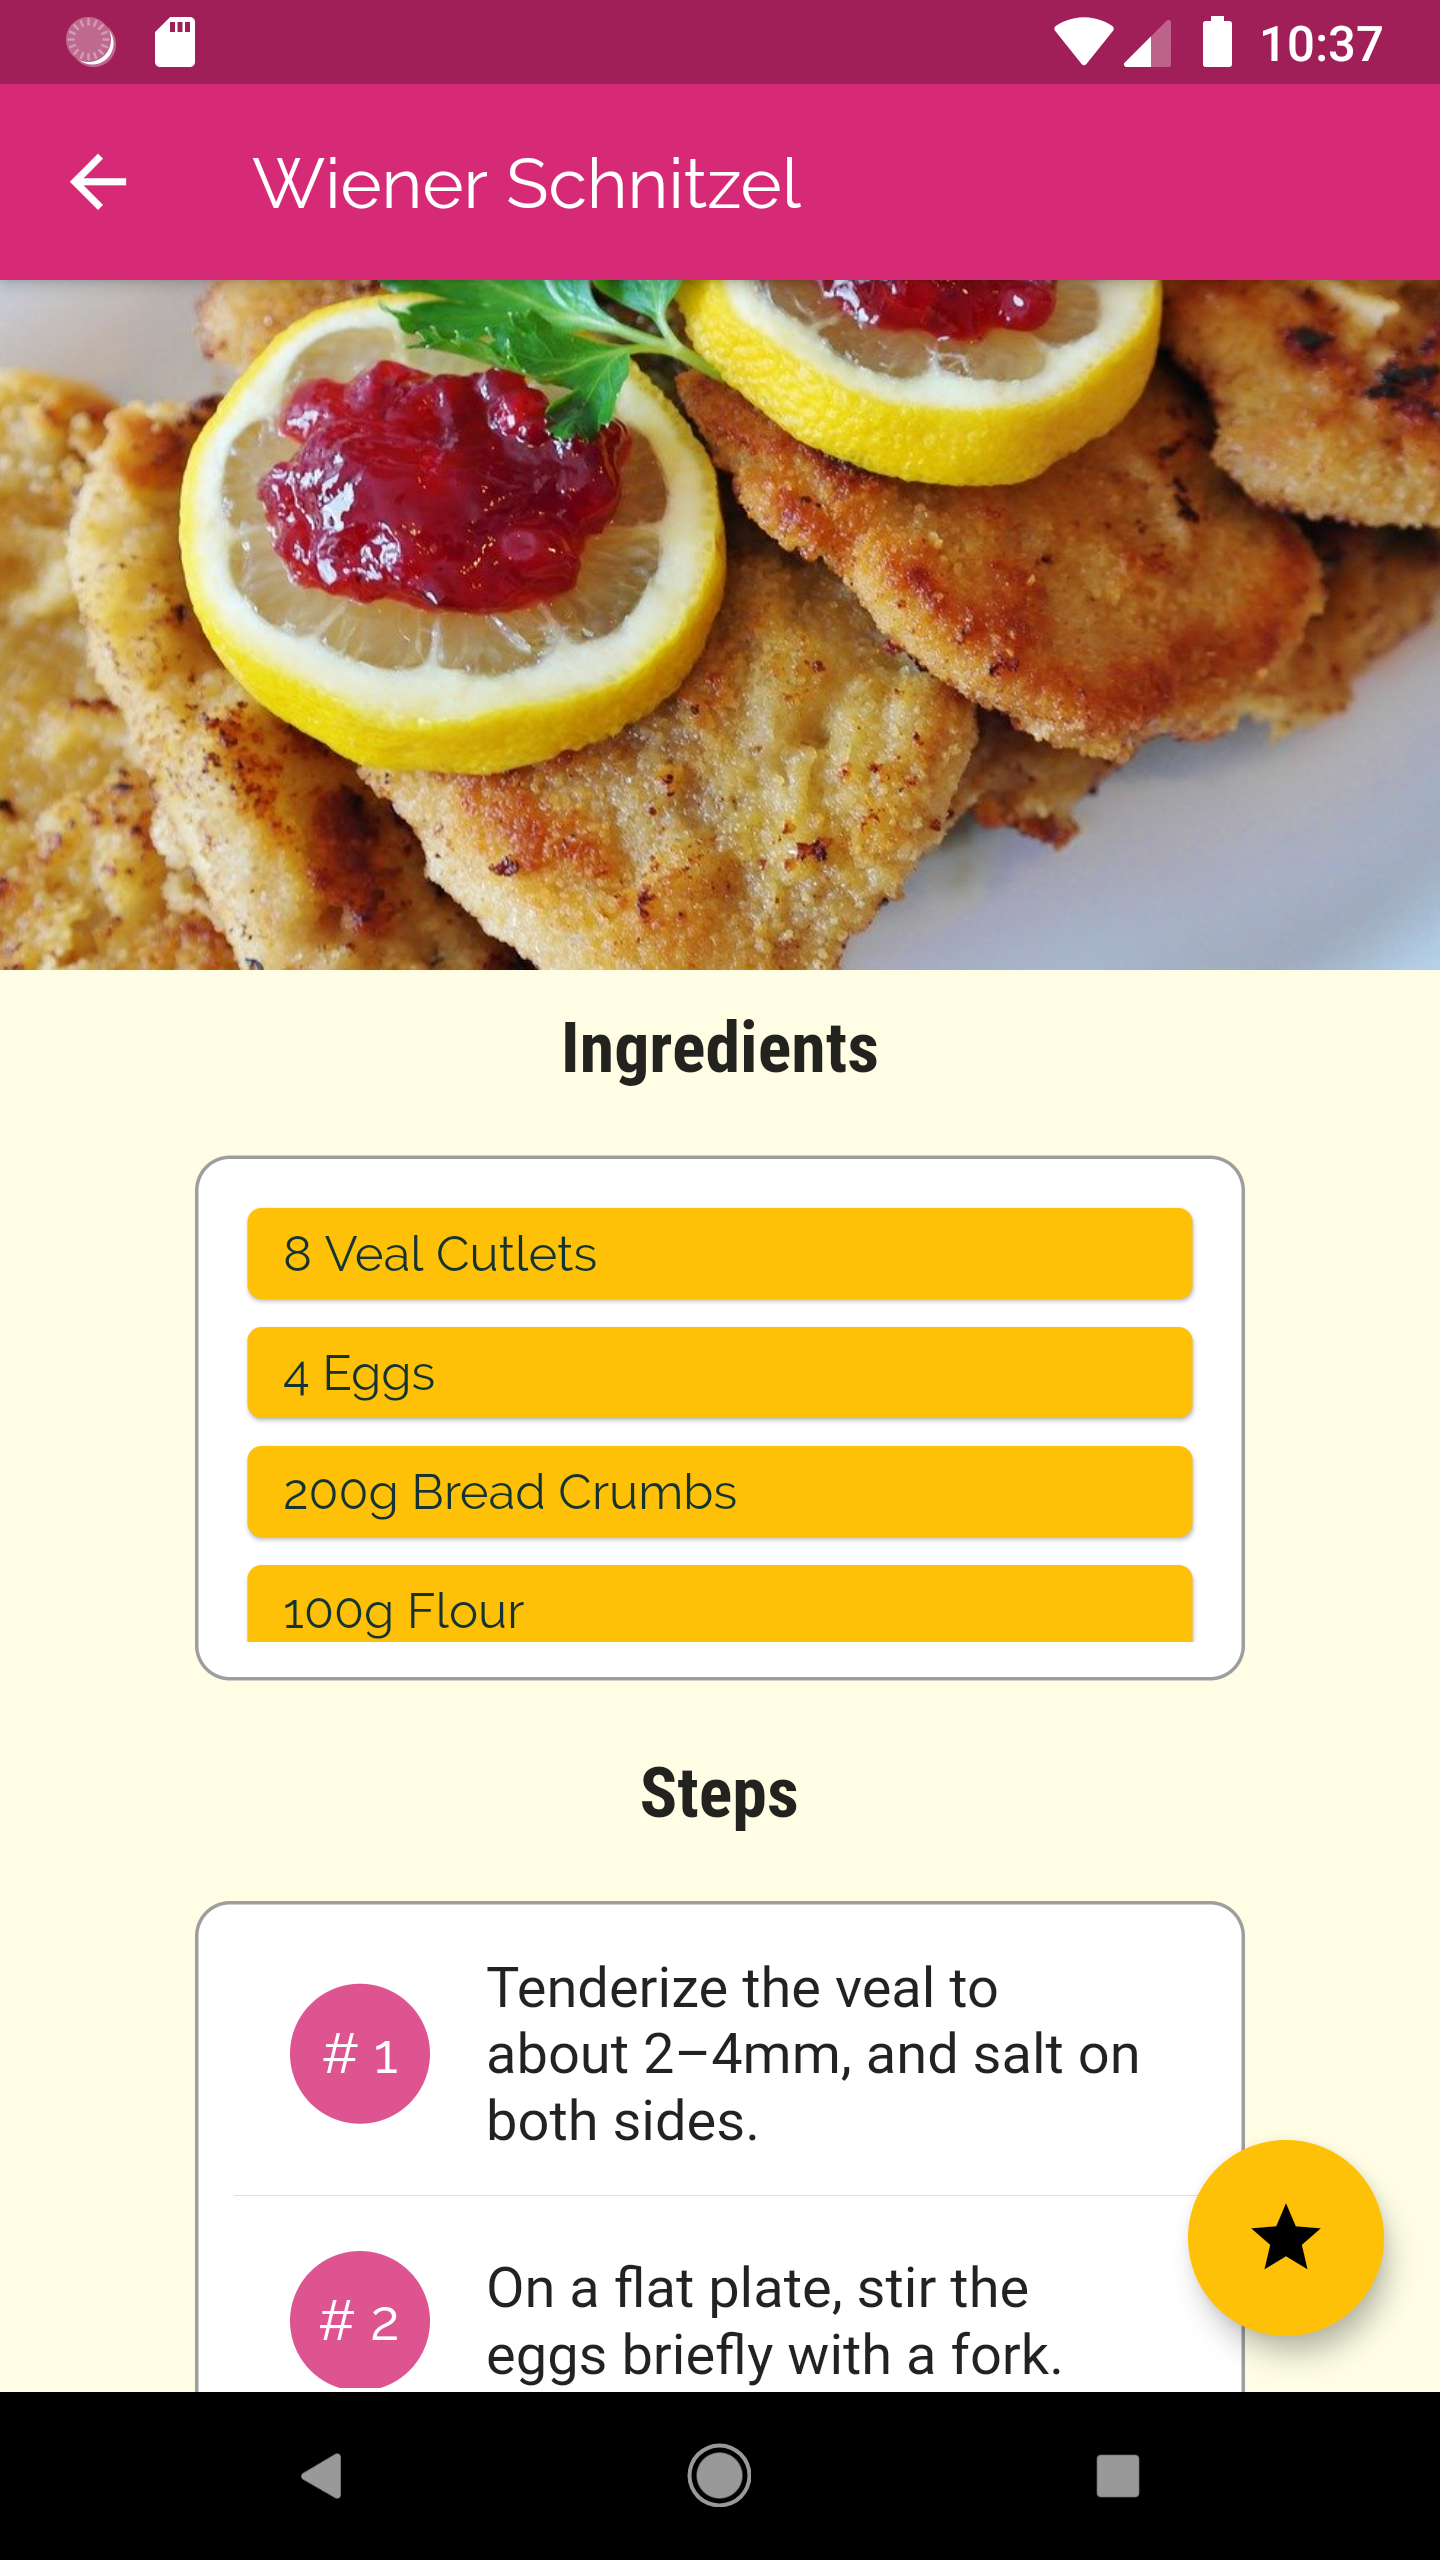 10:37
Wiener Schnitzel
Ingredients
8 Veal Cutlets
4 Eggs
200g Bread Crumbs
100g Flour
Steps
# 1
Tenderize the veal to
about 2–4mm, and salt on
both sides.
# 2
On a flat plate, stir the
eggs briefly with a fork.